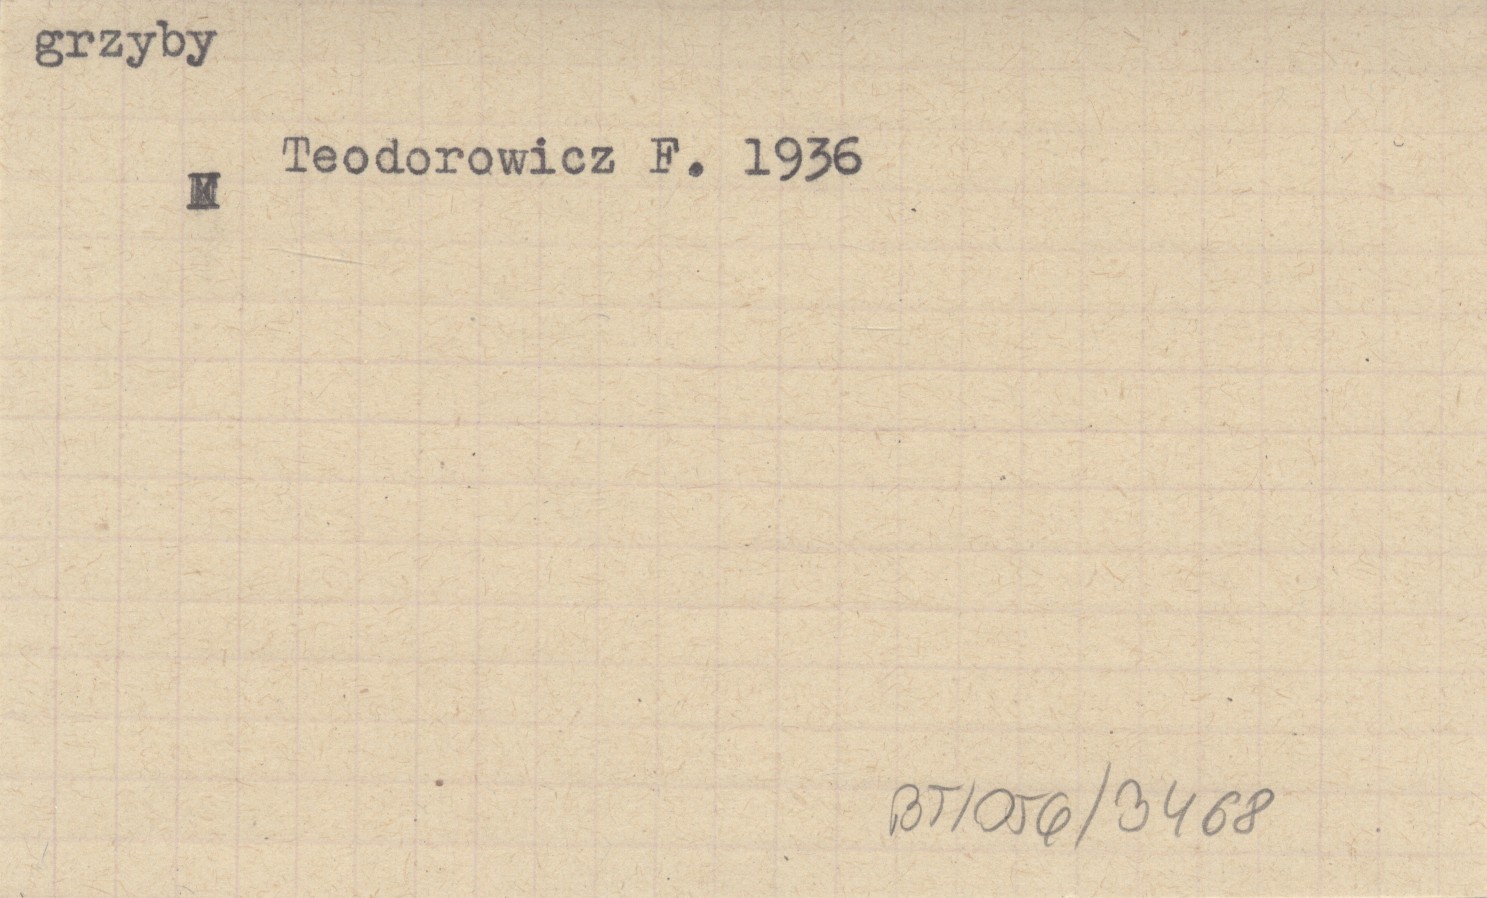 grzyby
Teodorowicz F. 1936
M
BT/056/3468